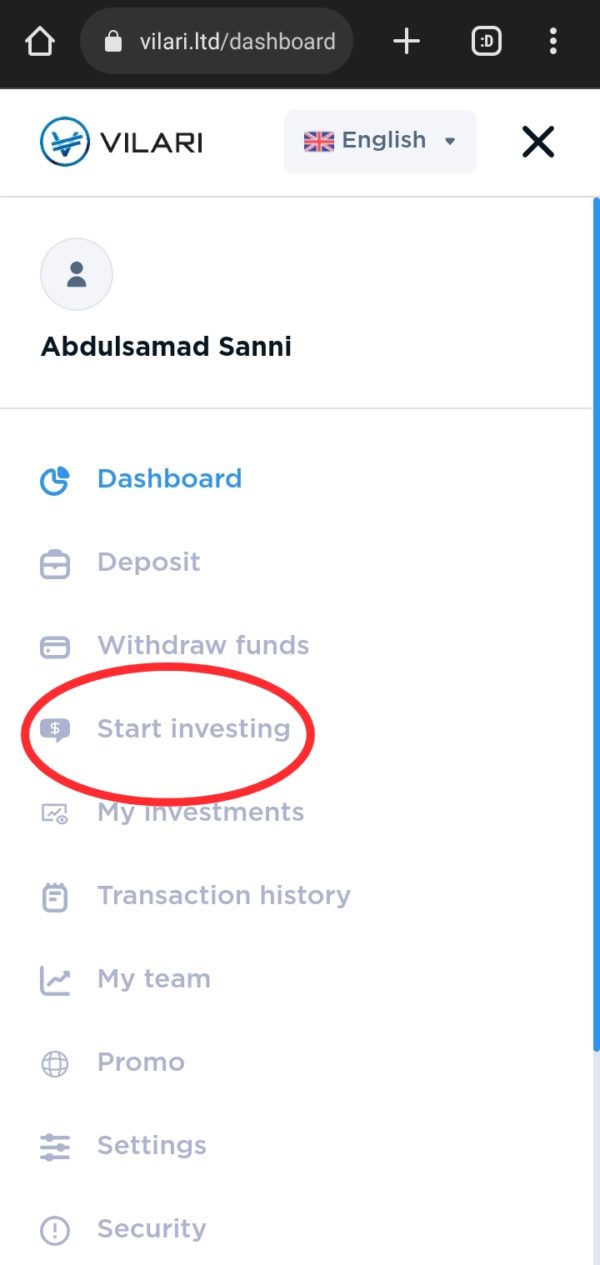 vilari.ltd/dashboard
:D
VILARI
English
Abdulsamad Sanni
Dashboard
Deposit
Withdraw funds
$ Start investing
My investments
Transaction history
My team
Promo
Settings
Security